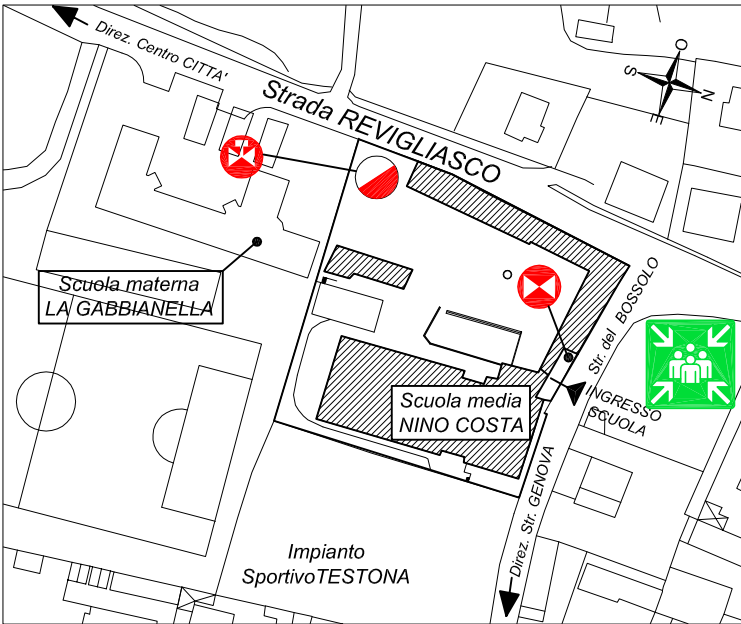 Direz. Centro CITTA'
Strada REVIGLIASCO
O
S
N
E
Scuola materna
LA GABBIANELLA
Str. del BOSSOLO
Scuola media
NINO COSTA
INGRESSO
SCUOLA
Direz. Str. GENOVA
Impianto
SportivoTESTONA